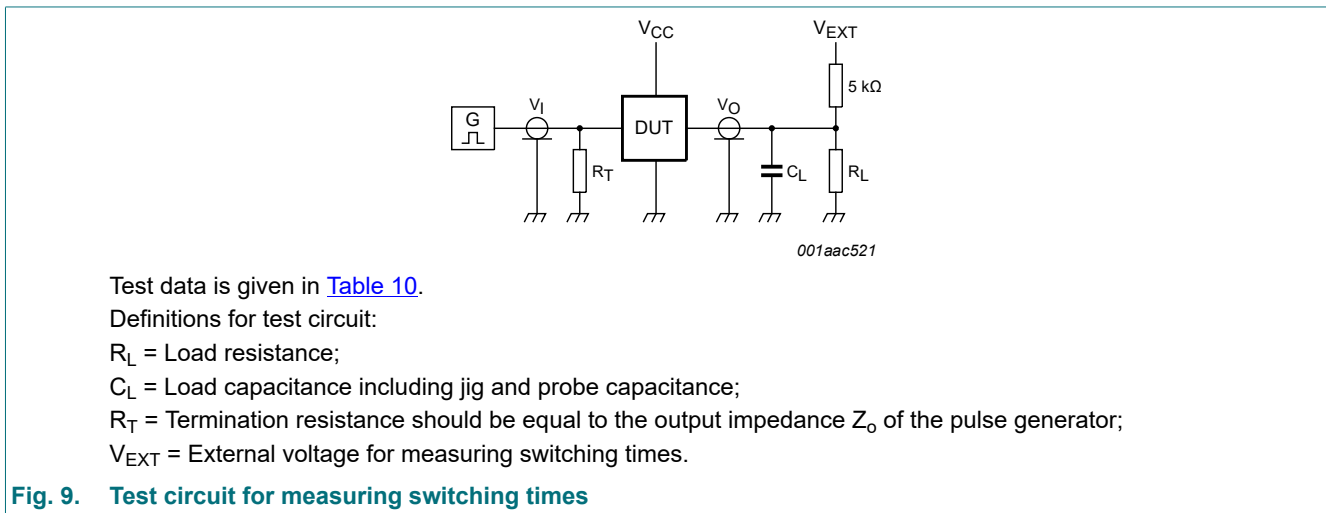 VCC
VEXT
5 kΩ
G
VI
VO
DUT
RT
CL
RL
001aac521
Test data is given in Table 10.
Definitions for test circuit:
RL = Load resistance;
CL = Load capacitance including jig and probe capacitance;
RT = Termination resistance should be equal to the output impedance Zo of the pulse generator;
VEXT = External voltage for measuring switching times.
Fig. 9. Test circuit for measuring switching times